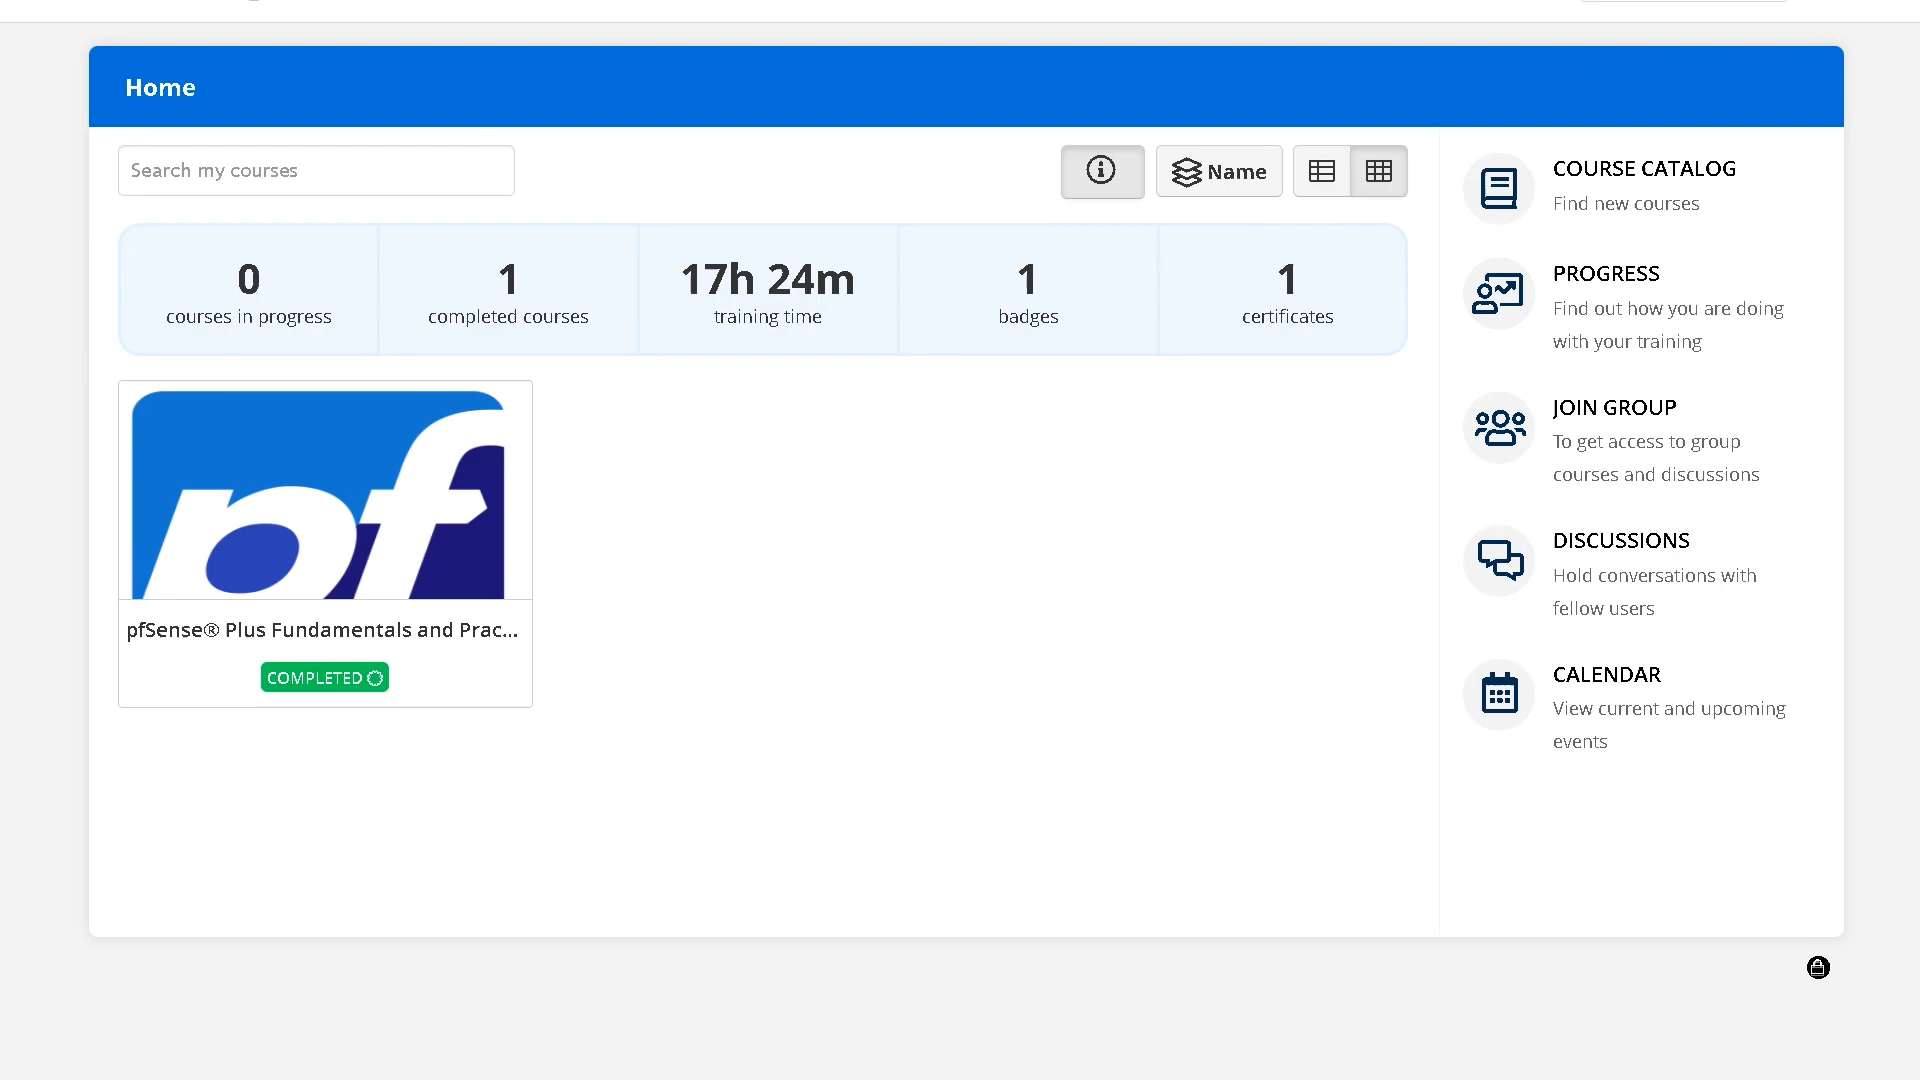 Home
Search my courses
Name
0
courses in progress
1
completed courses
17h 24m
training time
1
badges
1
certificates
pf
pfSense® Plus Fundamentals and Prac...
COMPLETED
COURSE CATALOG
Find new courses
PROGRESS
Find out how you are doing
with your training
JOIN GROUP
To get access to group
courses and discussions
DISCUSSIONS
Hold conversations with
fellow users
CALENDAR
View current and upcoming
events